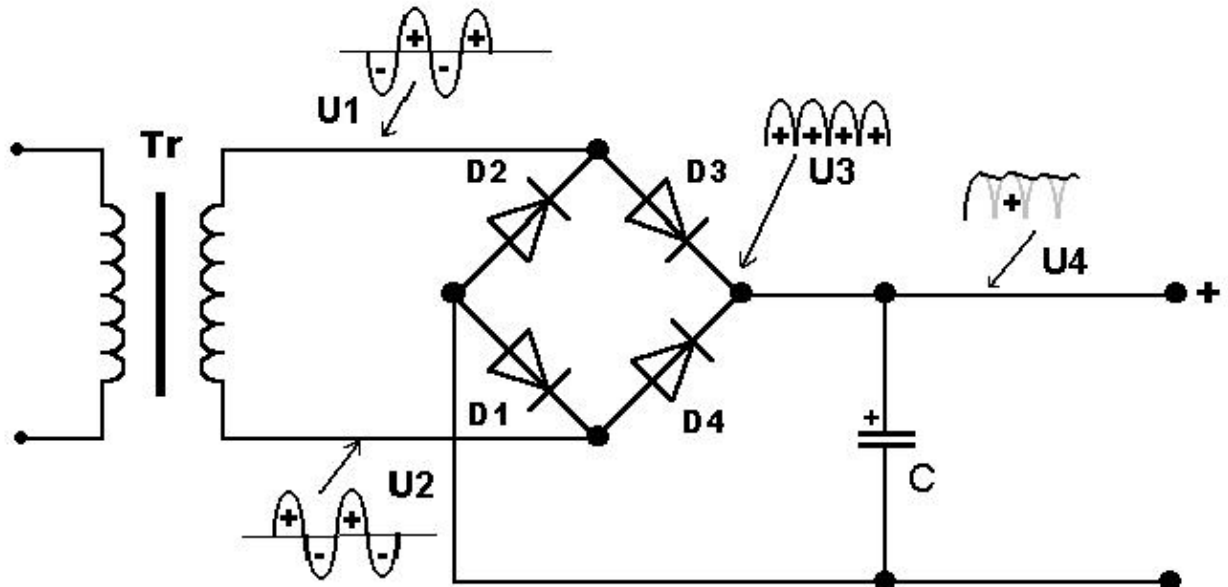 - + - +
U1
Tr
D2
D3
+ + + +
U3
+
U4
+
D1
D4
+
C
U2
+ - + -